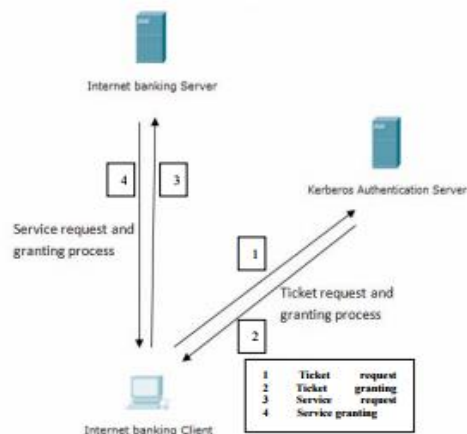 Internet banking Server
Kerberos Authentication Server
4
3
Service request and
granting process
1
Ticket request and
granting process
2
1 Ticket request
2 Ticket granting
3 Service request
4 Service granting
Internet banking Client